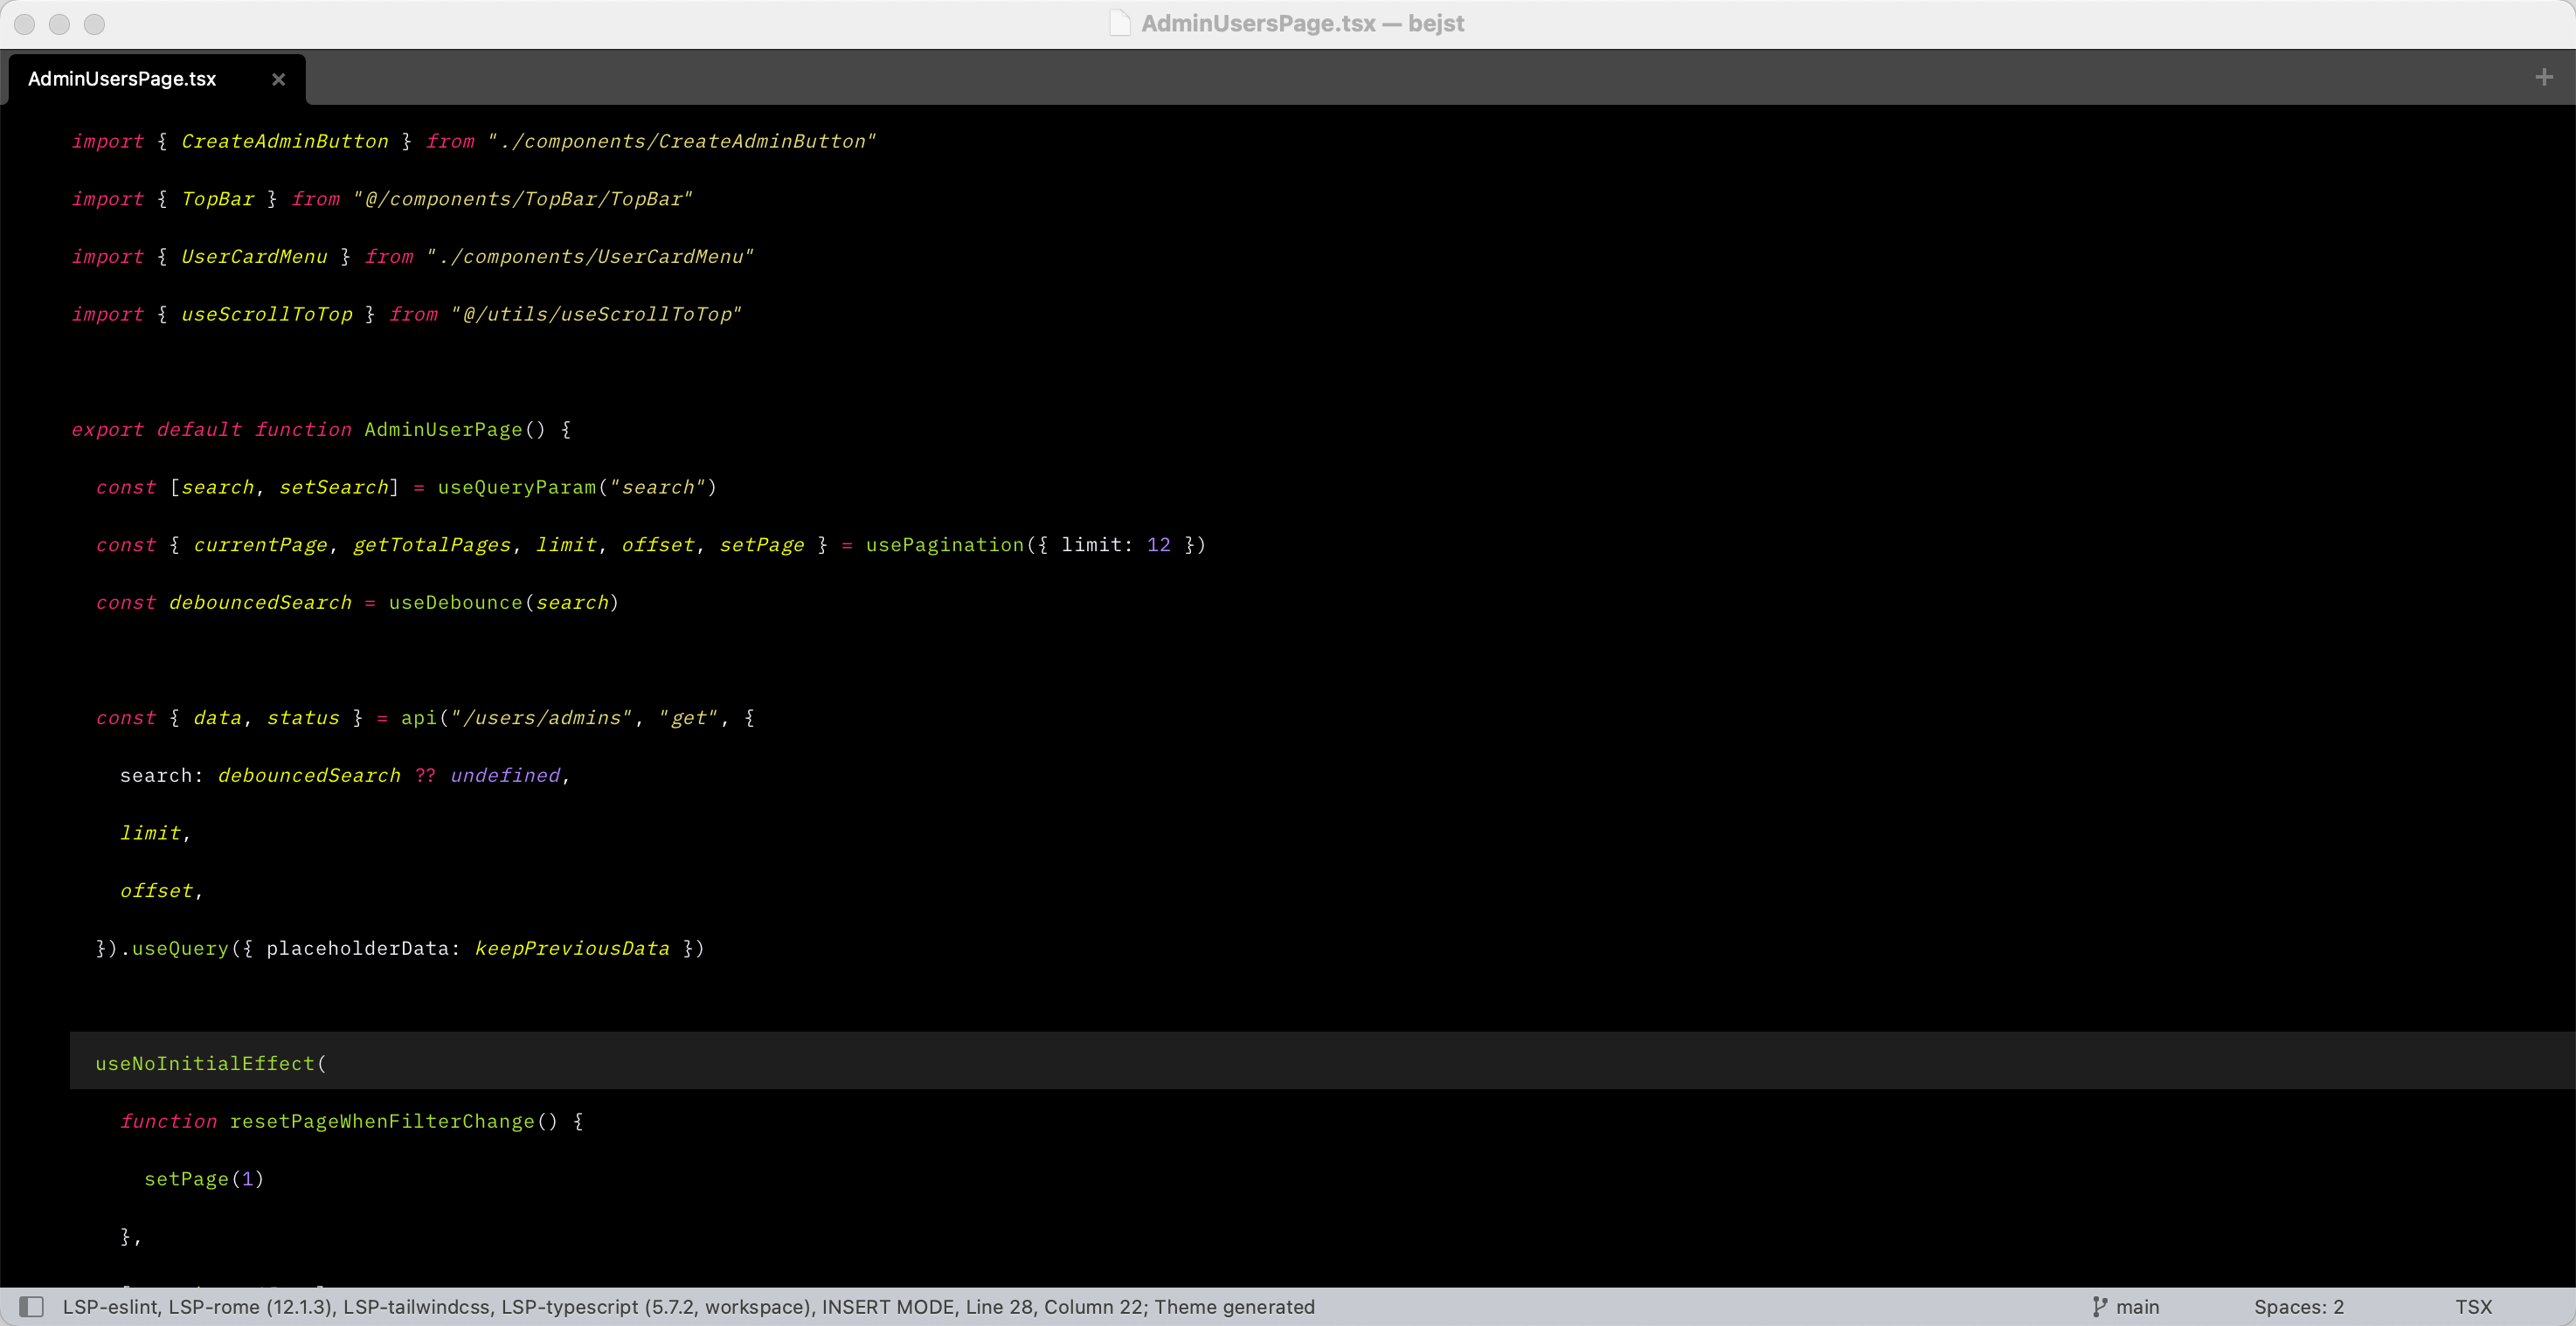 AdminUsersPage.tsx — bejst
AdminUsersPage.tsx
import { CreateAdminButton } from "./components/CreateAdminButton"
import { TopBar } from "@/components/TopBar/TopBar"
import { UserCardMenu } from "./components/UserCardMenu"
import { useScrollToTop } from "@/utils/useScrollToTop"
export default function AdminUserPage() {
const [search, setSearch] = useQueryParam("search")
const { currentPage, getTotalPages, limit, offset, setPage } = usePagination({ limit: 12 })
const debouncedSearch = useDebounce(search)
const { data, status } = api("/users/admins", "get", {
search: debouncedSearch ?? undefined,
limit,
offset,
}).useQuery({ placeholderData: keepPreviousData })
useNoInitialEffect(
function resetPageWhenFilterChange() {
setPage(1)
},
LSP-eslint, LSP-rome (12.1.3), LSP-tailwindcss, LSP-typescript (5.7.2, workspace), INSERT MODE, Line 28, Column 22; Theme generated
main
Spaces: 2
TSX